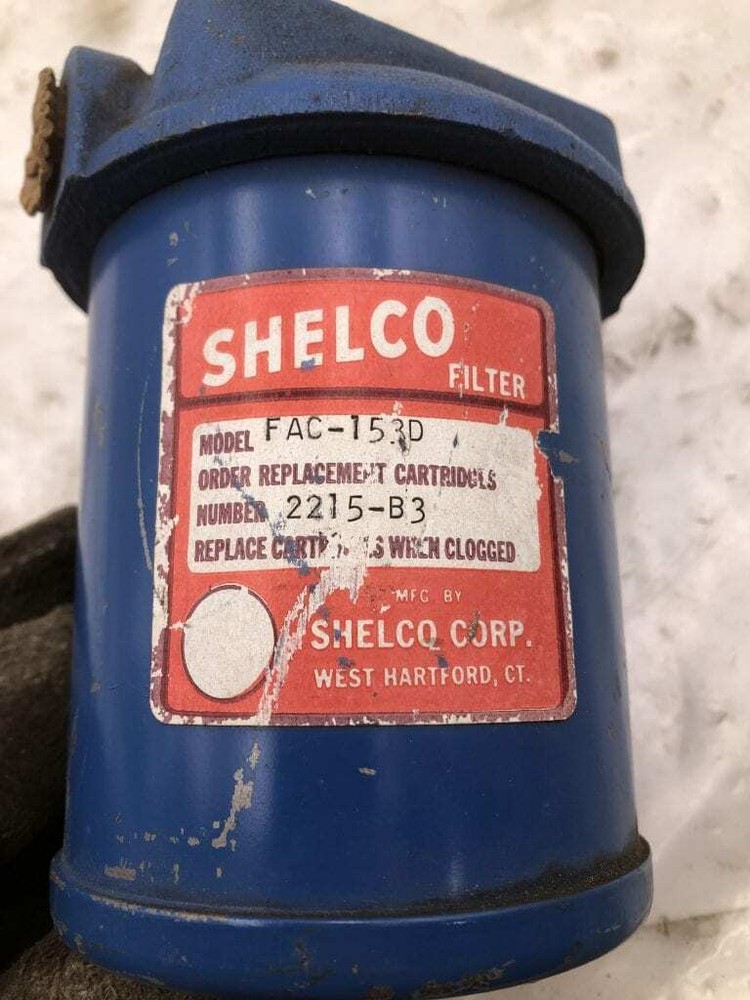 SHELCO
FILTER
MODEL FAC-153D
ORDER REPLACEMENT CARTRIDGES
NUMBER 2215-B3
REPLACE CARTRIDGES WHEN CLOGGED
MFG BY
SHELCO CORP.
WEST HARTFORD, CT.